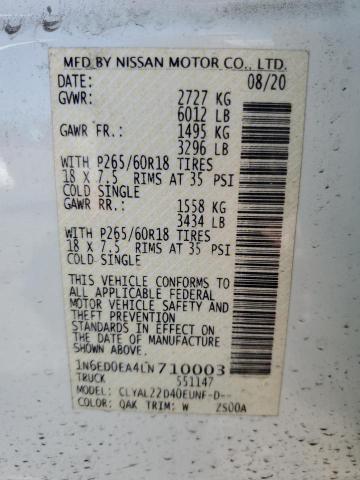 MFD BY NISSAN MOTOR CO., LTD.
DATE: 08/20
GVWR: 2727 KG
6012 LB
GAWR FR.: 1495 KG
3296 LB
WITH P265/60R18 TIRES
18 X 7.5 RIMS AT 35 PSI
COLD SINGLE
GAWR RR.: 1558 KG
3434 LB
WITH P265/60R18 TIRES
18 X 7.5 RIMS AT 35 PSI
COLD SINGLE
THIS VEHICLE CONFORMS TO
ALL APPLICABLE FEDERAL
MOTOR VEHICLE SAFETY AND
THEFT PREVENTION
STANDARDS IN EFFECT ON
THE DATE OF MANUFACTURE
SHOWN ABOVE.
1N6ED0EA4LN710003
TRUCK 551147
MODEL: CLYAL22D40EUNF-D--
COLOR: QAK TRIM: W 2S00A